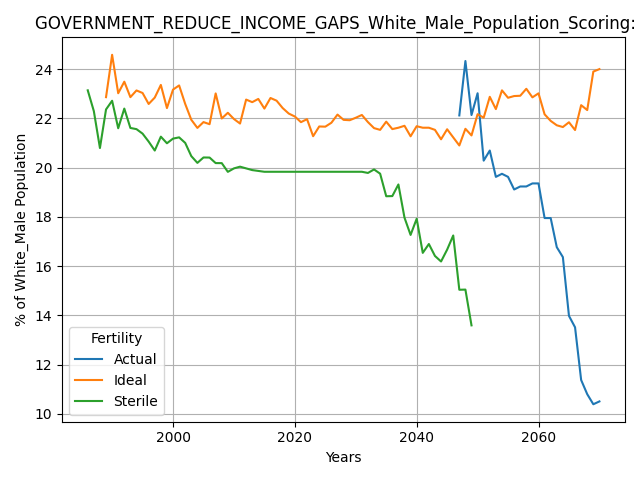 GOVERNMENT_REDUCE_INCOME_GAPS_White_Male_Population_Scoring:
% of White_Male Population
24
22
20
18
16
14
12
10
Fertility
Actual
Ideal
Sterile
2000 2020 2040 2060
Years